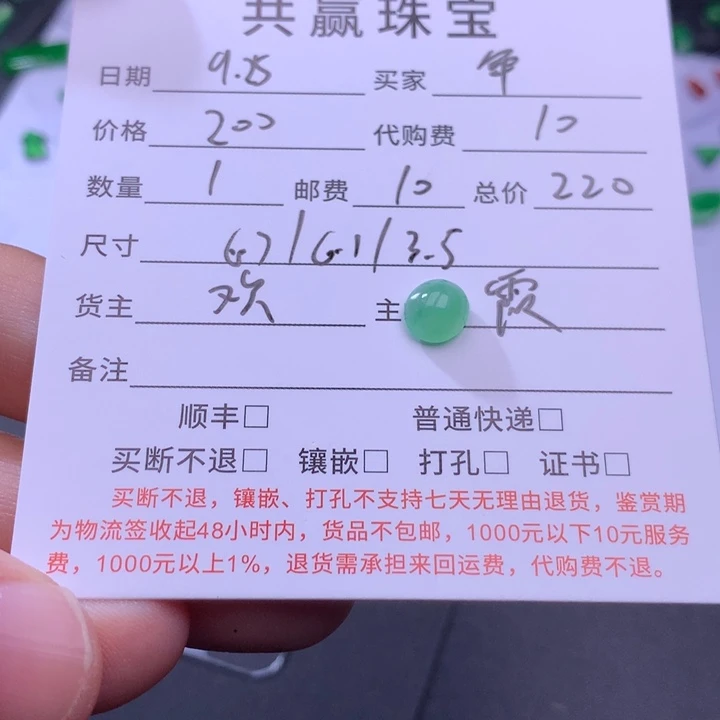 共赢珠宝
日期 9.25 买家
价格 200 代购费 10
数量 1 邮费 10 总价 220
尺寸 6.7/6.1/3.5
货主 欢 主 霞
备注
顺丰□ 普通快递□
买断不退□ 镶嵌□ 打孔□ 证书□
买断不退，镶嵌、打孔不支持七天无理由退货，鉴赏期
为物流签收起48小时内，货品不包邮，1000元以下10元服务
费，1000元以上1%，退货需承担来回运费，代购费不退。